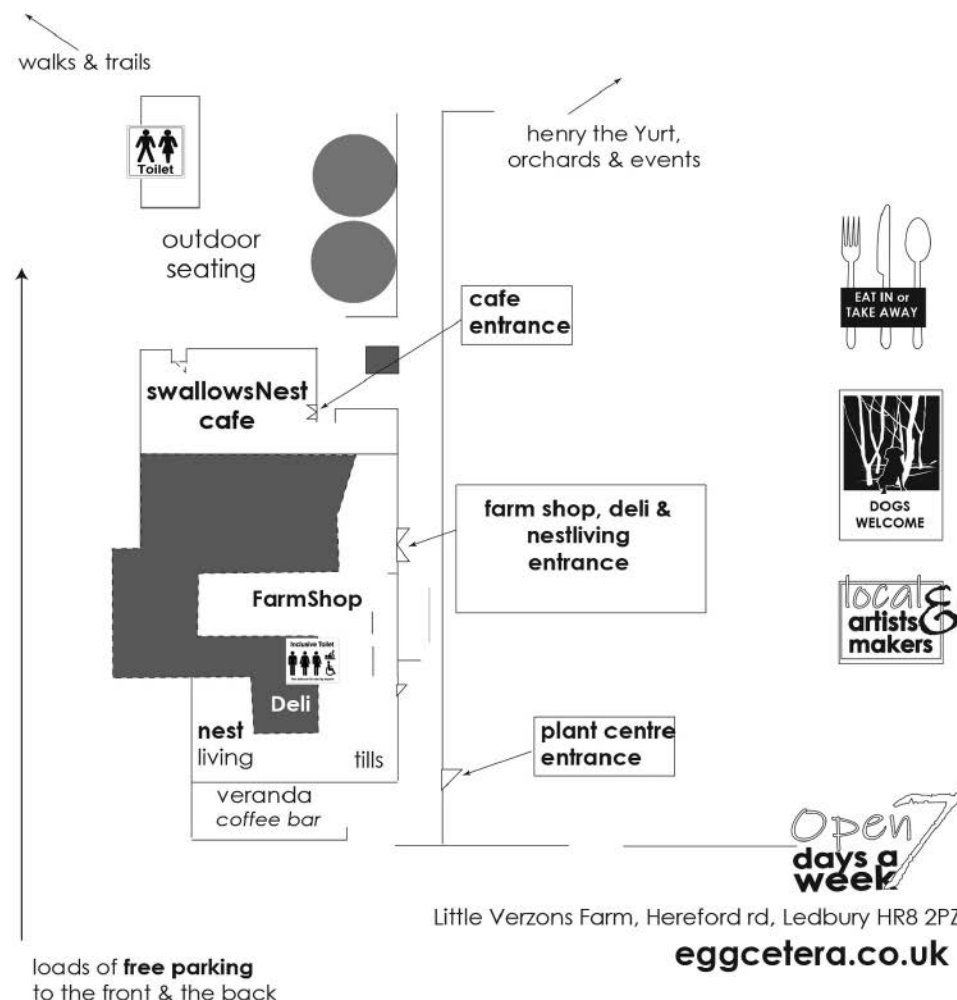 walks & trails
henry the Yurt,
orchards & events
Toilet
outdoor
seating
cafe
entrance
EAT IN or
TAKE AWAY
swallowsNest
cafe
DOGS
WELCOME
farm shop, deli &
nestliving
entrance
FarmShop
local &
artists
makers
Inclusive Toilet
Deli
nest
living
tills
plant centre
entrance
veranda
coffee bar
Open 7
days a
week
Little Verzons Farm, Hereford rd, Ledbury HR8 2PZ
eggcetera.co.uk
loads of free parking
to the front & the back